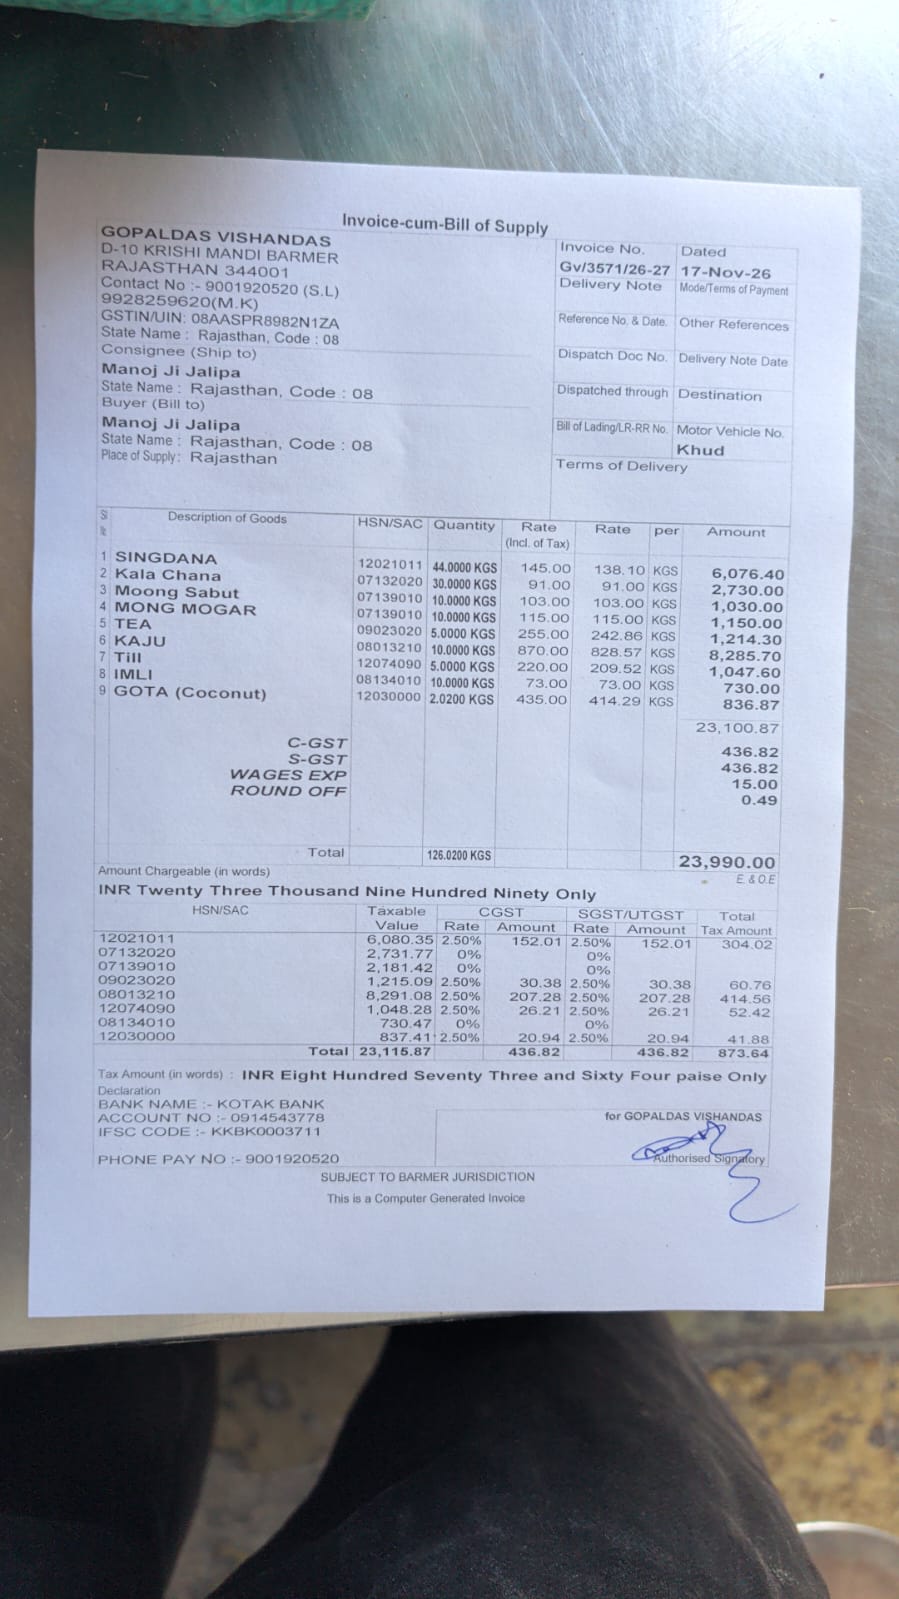 Invoice-cum-Bill of Supply
GOPALDAS VISHANDAS
D-10 KRISHI MANDI BARMER
RAJASTHAN 344001
Contact No :- 9001920520 (S.L)
9928259620(M.K)
GSTIN/UIN: 08AASPR8982N1ZA
State Name : Rajasthan, Code : 08
Consignee (Ship to)
Manoj Ji Jalipa
State Name : Rajasthan, Code : 08
Buyer (Bill to)
Manoj Ji Jalipa
State Name : Rajasthan, Code : 08
Place of Supply : Rajasthan
Invoice No. Dated
Gv/3571/26-27 17-Nov-26
Delivery Note Mode/Terms of Payment
Reference No. & Date. Other References
Dispatch Doc No. Delivery Note Date
Dispatched through Destination
Bill of Lading/LR-RR No. Motor Vehicle No.
Khud
Terms of Delivery
Sl Description of Goods HSN/SAC Quantity Rate Rate per Amount
(Incl. of Tax)
1 SINGDANA 12021011 44.0000 KGS 145.00 138.10 KGS 6,076.40
2 Kala Chana 07132020 30.0000 KGS 91.00 91.00 KGS 2,730.00
3 Moong Sabut 07139010 10.0000 KGS 103.00 103.00 KGS 1,030.00
4 MONG MOGAR 07139010 10.0000 KGS 115.00 115.00 KGS 1,150.00
5 TEA 09023020 5.0000 KGS 255.00 242.86 KGS 1,214.30
6 KAJU 08013210 10.0000 KGS 870.00 828.57 KGS 8,285.70
7 Till 12074090 5.0000 KGS 220.00 209.52 KGS 1,047.60
8 IMLI 08134010 10.0000 KGS 73.00 73.00 KGS 730.00
9 GOTA (Coconut) 12030000 2.0200 KGS 435.00 414.29 KGS 836.87
23,100.87
C-GST 436.82
S-GST 436.82
WAGES EXP 15.00
ROUND OFF 0.49
Total 126.0200 KGS 23,990.00
Amount Chargeable (in words) E. & O.E
INR Twenty Three Thousand Nine Hundred Ninety Only
HSN/SAC Taxable CGST SGST/UTGST Total
Value Rate Amount Rate Amount Tax Amount
12021011 6,080.35 2.50% 152.01 2.50% 152.01 304.02
07132020 2,731.77 0% 0%
07139010 2,181.42 0% 0%
09023020 1,215.09 2.50% 30.38 2.50% 30.38 60.76
08013210 8,291.08 2.50% 207.28 2.50% 207.28 414.56
12074090 1,048.28 2.50% 26.21 2.50% 26.21 52.42
08134010 730.47 0% 0%
12030000 837.41 2.50% 20.94 2.50% 20.94 41.88
Total 23,115.87 436.82 436.82 873.64
Tax Amount (in words) : INR Eight Hundred Seventy Three and Sixty Four paise Only
Declaration
BANK NAME :- KOTAK BANK
ACCOUNT NO :- 0914543778
IFSC CODE :- KKBK0003711
PHONE PAY NO :- 9001920520
for GOPALDAS VISHANDAS
Authorised Signatory
SUBJECT TO BARMER JURISDICTION
This is a Computer Generated Invoice